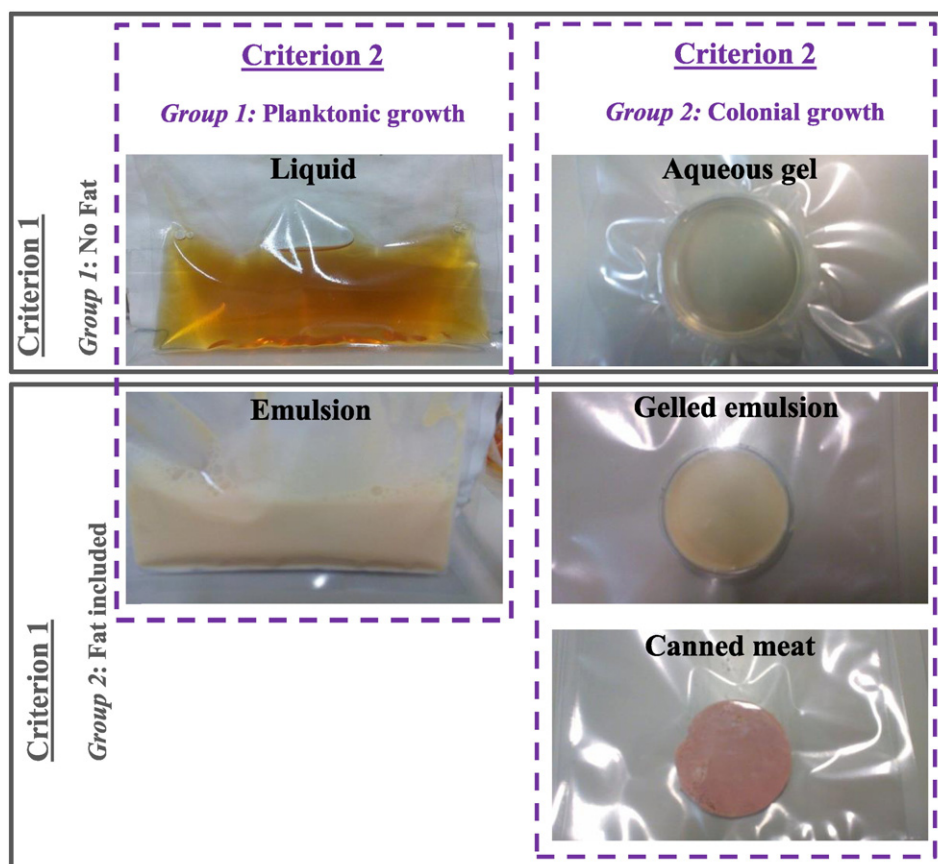 Criterion 2
Group 1: Planktonic growth
Criterion 2
Group 2: Colonial growth
Criterion 1
Group 1: No Fat
Liquid
Aqueous gel
Criterion 1
Group 2: Fat included
Emulsion
Gelled emulsion
Canned meat